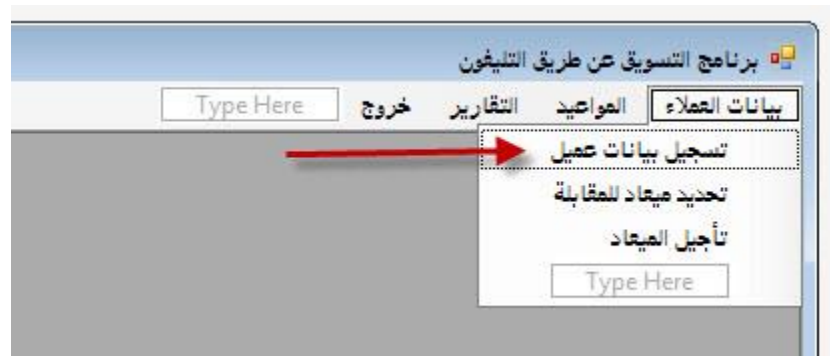 برنامج التسويق عن طريق التليفون
بيانات العملاء المواعيد التقارير خروج Type Here
تسجيل بيانات عميل
تحديد ميعاد للمقابلة
تأجيل الميعاد
Type Here